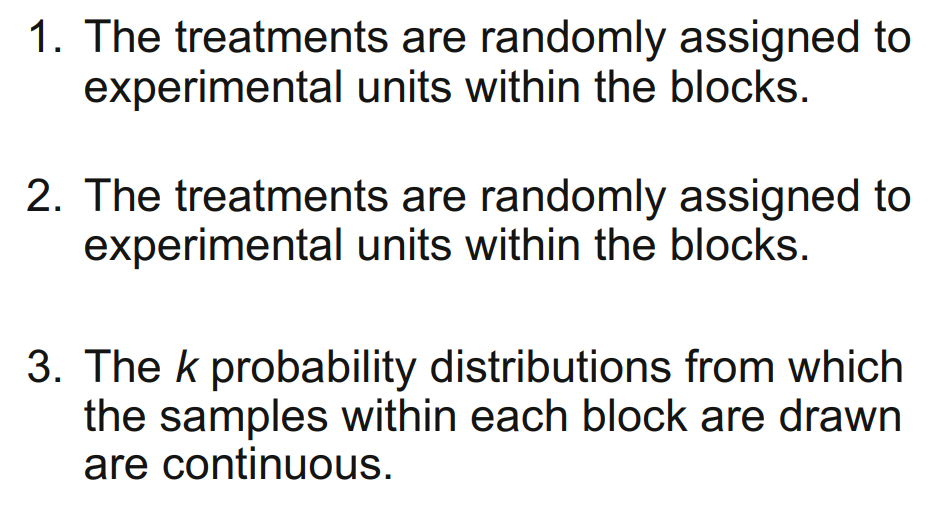 1. The treatments are randomly assigned to
experimental units within the blocks.
2. The treatments are randomly assigned to
experimental units within the blocks.
3. The k probability distributions from which
the samples within each block are drawn
are continuous.